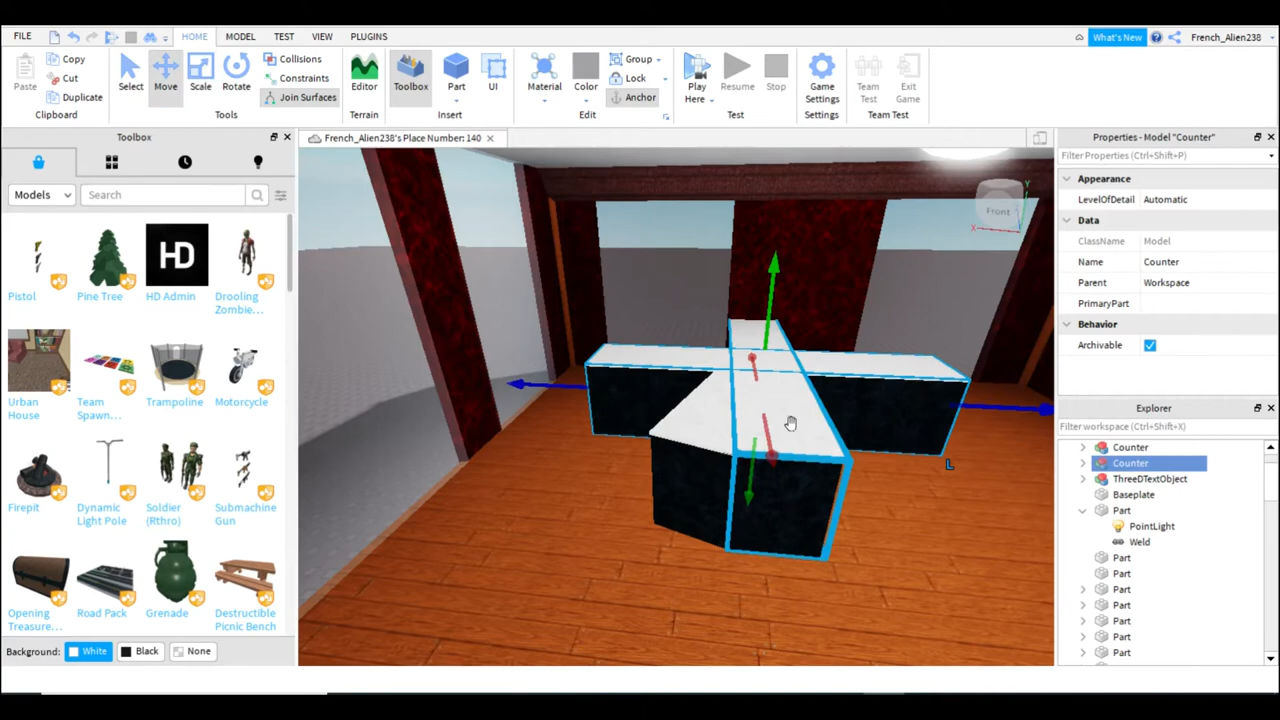 FILE HOME MODEL TEST VIEW PLUGINS What's New French_Alien238
Paste Copy Cut Duplicate Clipboard
Select Move Scale Rotate Collisions Constraints Join Surfaces Tools
Editor Terrain
Toolbox Part UI Insert
Material Color Group Lock Anchor Edit
Play Here Resume Stop Test
Game Settings Settings
Team Test Exit Game Team Test
Toolbox
Models Search
Pistol Pine Tree HD Admin Drooling Zombie...
HD
Urban House Team Spawn... Trampoline Motorcycle
Firepit Dynamic Light Pole Soldier (Rthro) Submachine Gun
Opening Treasure... Road Pack Grenade Destructible Picnic Bench
Background: White Black None
French_Alien238's Place Number: 140
Front
Y
X
L
Properties - Model "Counter"
Filter Properties (Ctrl+Shift+P)
Appearance
LevelOfDetail Automatic
Data
ClassName Model
Name Counter
Parent Workspace
PrimaryPart
Behavior
Archivable
Explorer
Filter workspace (Ctrl+Shift+X)
Counter
Counter
ThreeDTextObject
Baseplate
Part
PointLight
Weld
Part
Part
Part
Part
Part
Part
Part